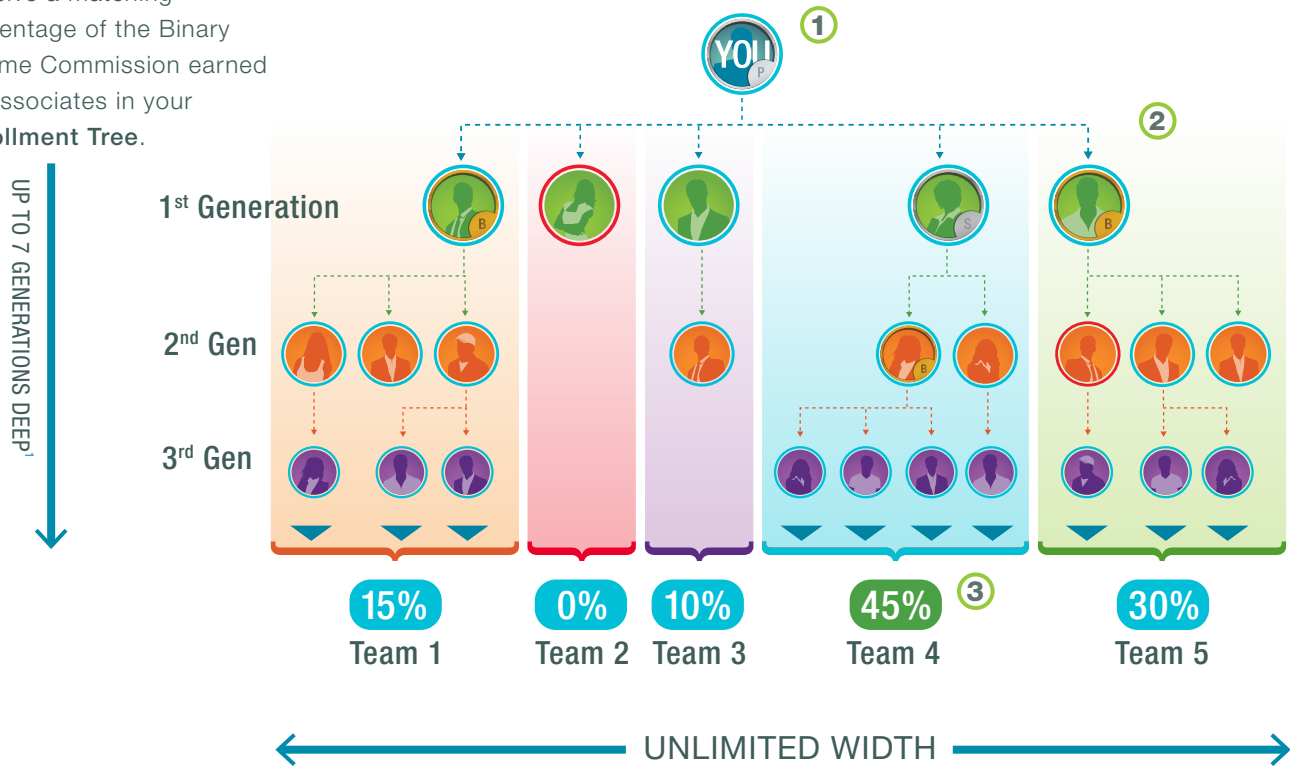 entage of the Binary
me Commission earned
ssociates in your
ollment Tree.
UP TO 7 GENERATIONS DEEP¹
1
YOU
P
2
1st Generation
B
S
B
2nd Gen
B
3rd Gen
15%
0%
10%
45%
3
30%
Team 1
Team 2
Team 3
Team 4
Team 5
UNLIMITED WIDTH